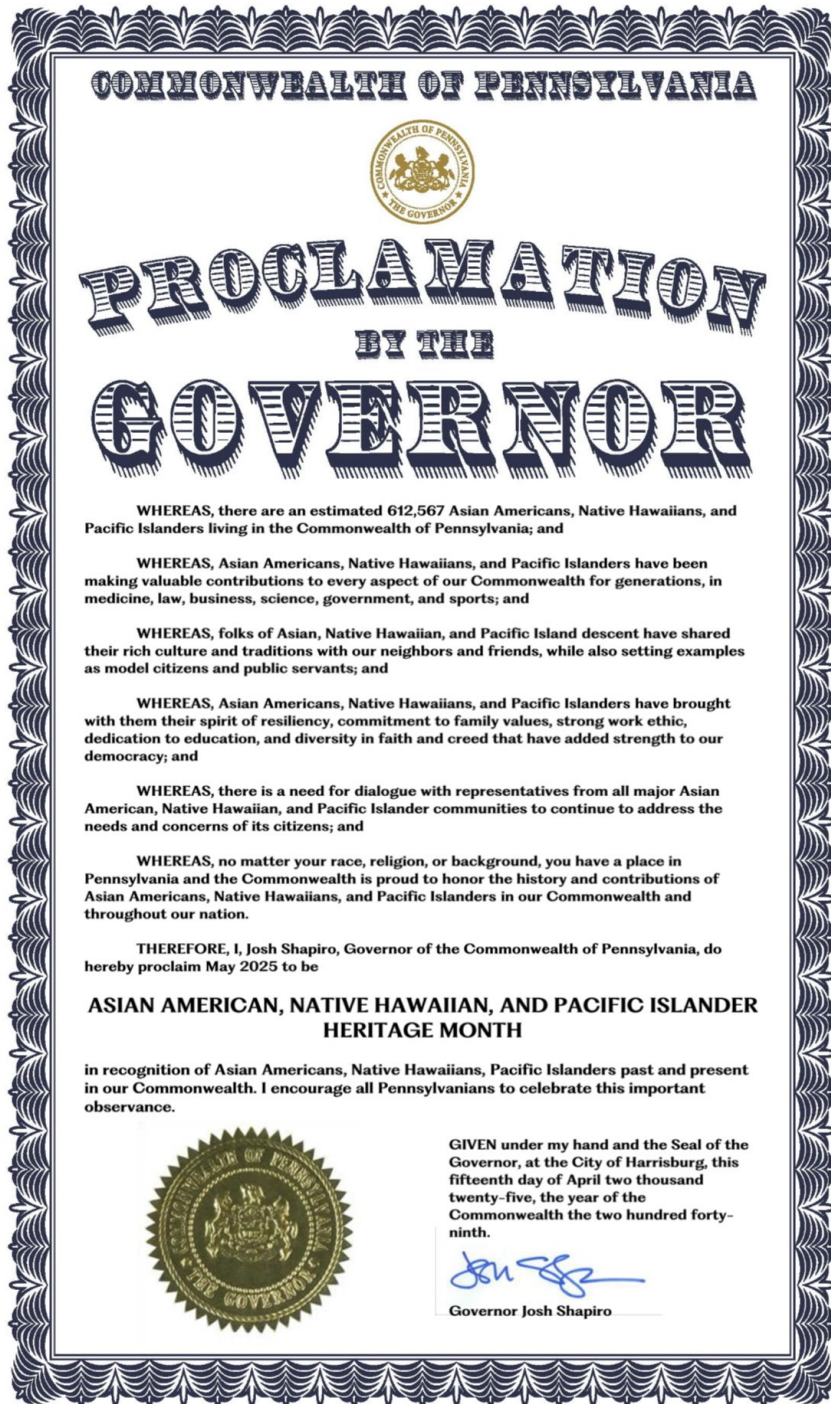 COMMONWEALTH OF PENNSYLVANIA
COMMONWEALTH OF PENNSYLVANIA
THE GOVERNOR
PROCLAMATION
BY THE
GOVERNOR
WHEREAS, there are an estimated 612,567 Asian Americans, Native Hawaiians, and
Pacific Islanders living in the Commonwealth of Pennsylvania; and
WHEREAS, Asian Americans, Native Hawaiians, and Pacific Islanders have been
making valuable contributions to every aspect of our Commonwealth for generations, in
medicine, law, business, science, government, and sports; and
WHEREAS, folks of Asian, Native Hawaiian, and Pacific Island descent have shared
their rich culture and traditions with our neighbors and friends, while also setting examples
as model citizens and public servants; and
WHEREAS, Asian Americans, Native Hawaiians, and Pacific Islanders have brought
with them their spirit of resiliency, commitment to family values, strong work ethic,
dedication to education, and diversity in faith and creed that have added strength to our
democracy; and
WHEREAS, there is a need for dialogue with representatives from all major Asian
American, Native Hawaiian, and Pacific Islander communities to continue to address the
needs and concerns of its citizens; and
WHEREAS, no matter your race, religion, or background, you have a place in
Pennsylvania and the Commonwealth is proud to honor the history and contributions of
Asian Americans, Native Hawaiians, and Pacific Islanders in our Commonwealth and
throughout our nation.
THEREFORE, I, Josh Shapiro, Governor of the Commonwealth of Pennsylvania, do
hereby proclaim May 2025 to be
ASIAN AMERICAN, NATIVE HAWAIIAN, AND PACIFIC ISLANDER
HERITAGE MONTH
in recognition of Asian Americans, Native Hawaiians, Pacific Islanders past and present
in our Commonwealth. I encourage all Pennsylvanians to celebrate this important
observance.
COMMONWEALTH OF PENNSYLVANIA
THE GOVERNOR
GIVEN under my hand and the Seal of the
Governor, at the City of Harrisburg, this
fifteenth day of April two thousand
twenty-five, the year of the
Commonwealth the two hundred forty-
ninth.
Governor Josh Shapiro